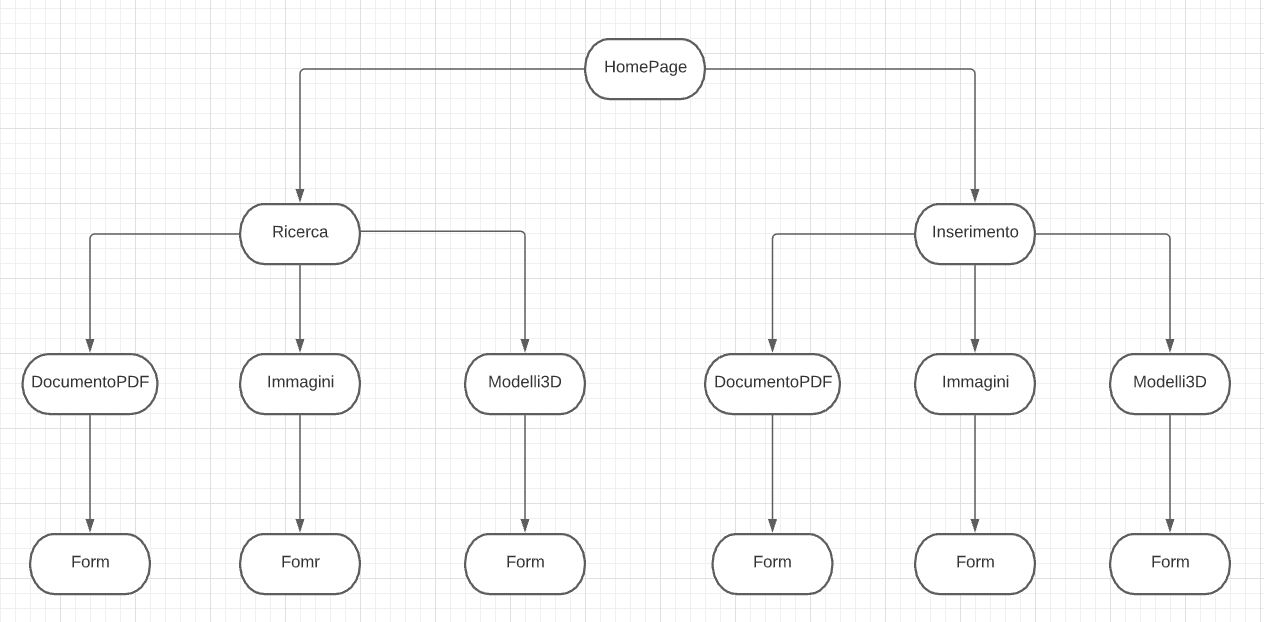 HomePage
Ricerca
Inserimento
DocumentoPDF
Immagini
Modelli3D
DocumentoPDF
Immagini
Modelli3D
Form
Fomr
Form
Form
Form
Form